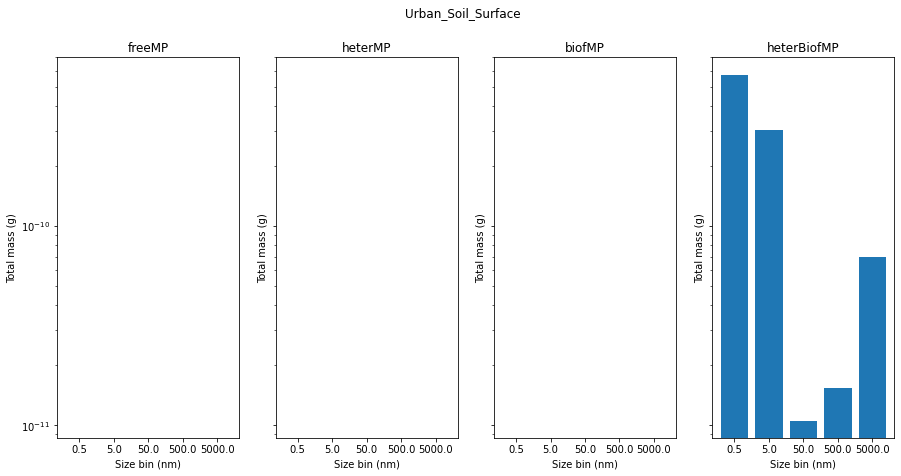 Urban_Soil_Surface
freeMP
heterMP
biofMP
heterBiofMP
Total mass (g)
10⁻¹⁰
10⁻¹¹
0.5 5.0 50.0 500.0 5000.0
Size bin (nm)
Total mass (g)
0.5 5.0 50.0 500.0 5000.0
Size bin (nm)
Total mass (g)
0.5 5.0 50.0 500.0 5000.0
Size bin (nm)
Total mass (g)
0.5 5.0 50.0 500.0 5000.0
Size bin (nm)